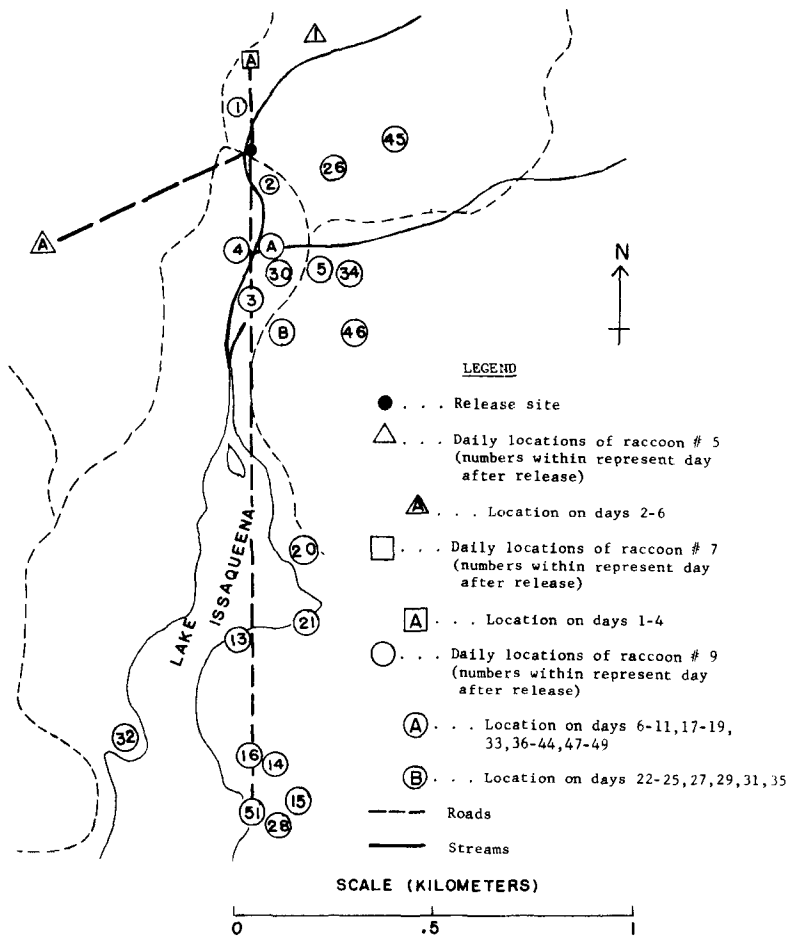 1
A
1
45
26
2
A
4
A
30
5
34
3
B
46
N
LEGEND
. . . Release site
. . . Daily locations of raccoon # 5
(numbers within represent day
after release)
A . . . Location on days 2-6
. . . Daily locations of raccoon # 7
(numbers within represent day
after release)
A . . . Location on days 1-4
. . . Daily locations of raccoon # 9
(numbers within represent day
after release)
A . . . Location on days 6-11,17-19,
33,36-44,47-49
B . . . Location on days 22-25,27,29,31,35
Roads
Streams
LAKE ISSAQUEENA
20
21
13
32
16
14
15
51
28
SCALE (KILOMETERS)
0 .5 1